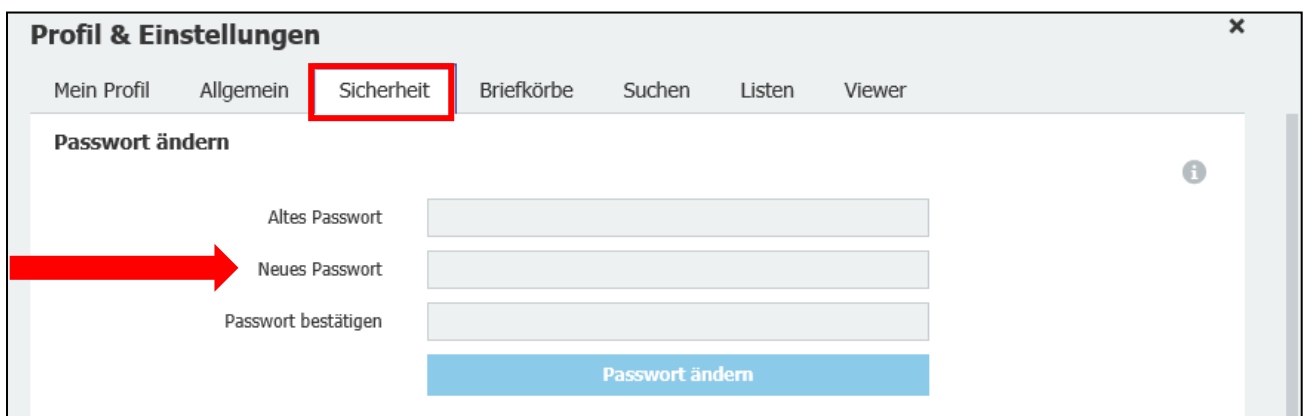 Profil & Einstellungen
Mein Profil Allgemein Sicherheit Briefkörbe Suchen Listen Viewer
Passwort ändern
Altes Passwort
Neues Passwort
Passwort bestätigen
Passwort ändern